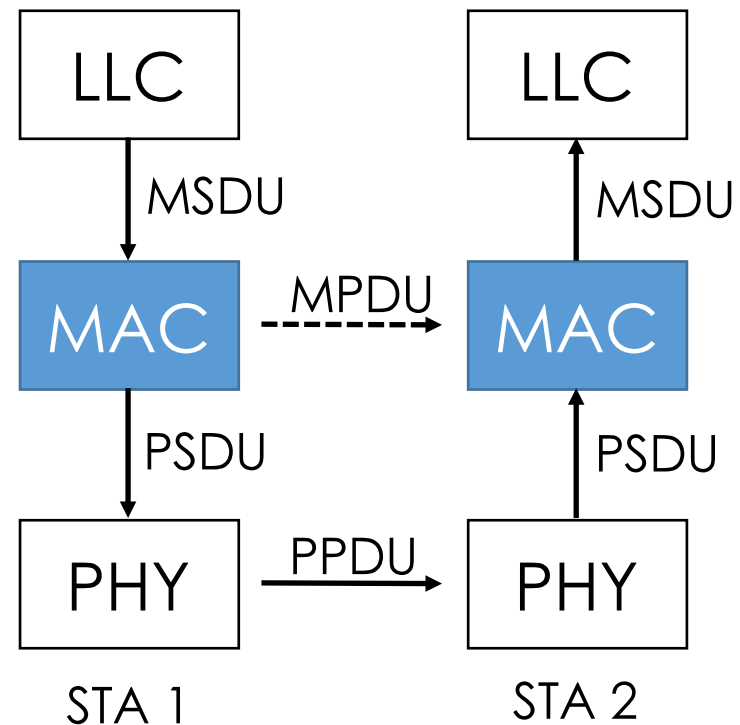 LLC LLC
MSDU MSDU
MPDU
MAC MAC
PSDU PSDU
PPDU
PHY PHY
STA 1 STA 2